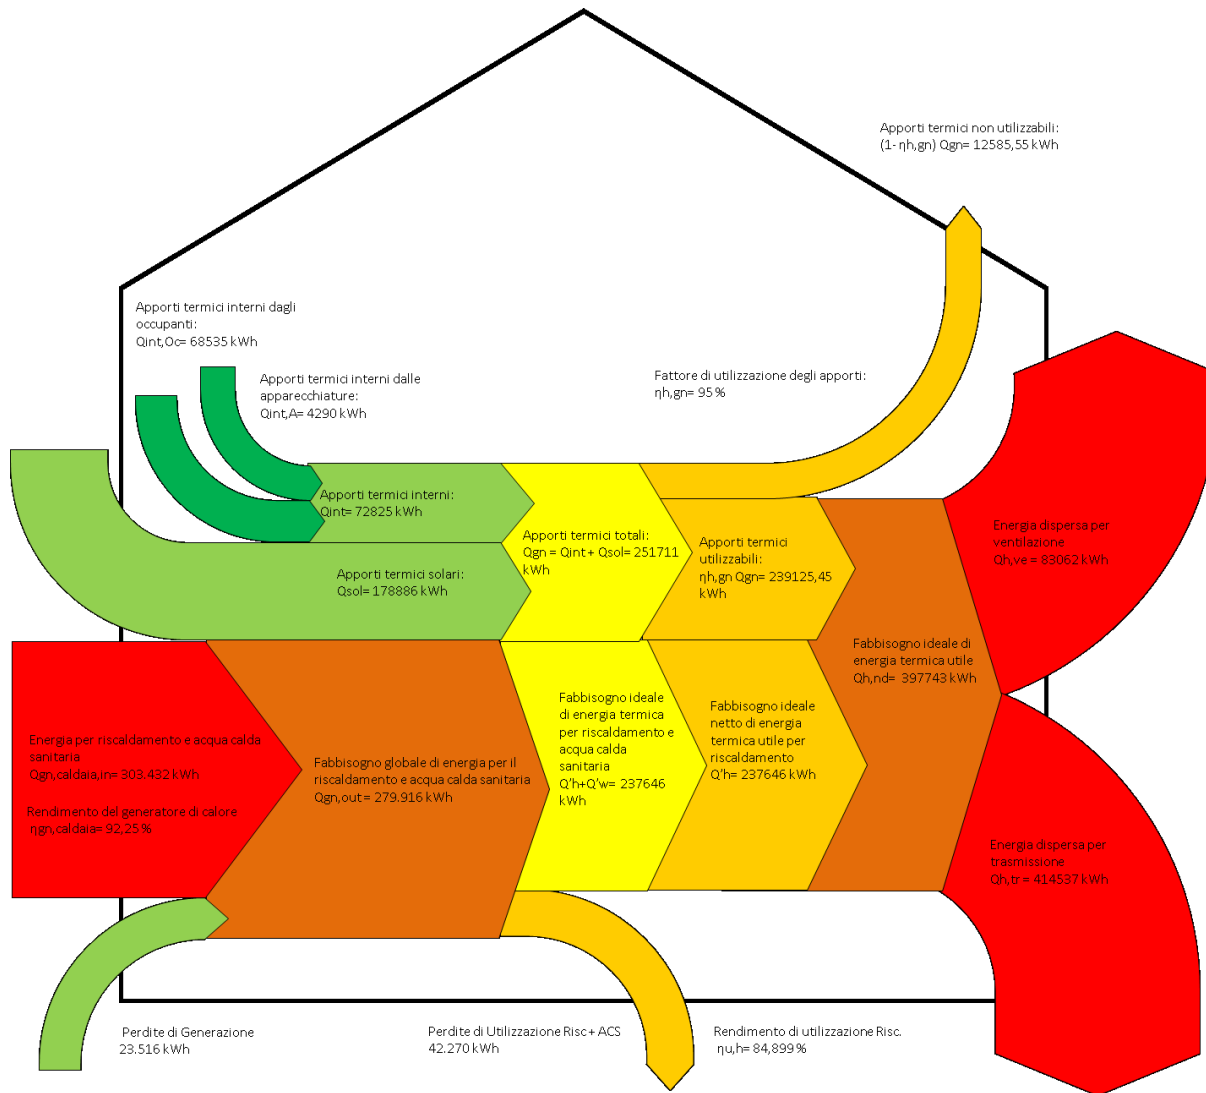 Apporti termici non utilizzabili:
(1- ηh,gn) Qgn= 12585,55 kWh
Apporti termici interni dagli
occupanti:
Qint,Oc= 68535 kWh
Apporti termici interni dalle
apparecchiature:
Qint,A= 4290 kWh
Fattore di utilizzazione degli apporti:
ηh,gn= 95 %
Apporti termici interni:
Qint= 72825 kWh
Apporti termici solari:
Qsol= 178886 kWh
Apporti termici totali:
Qgn = Qint + Qsol= 251711
kWh
Apporti termici
utilizzabili:
ηh,gn Qgn= 239125,45
kWh
Energia dispersa per
ventilazione
Qh,ve = 83062 kWh
Fabbisogno ideale di
energia termica utile
Qh,nd= 397743 kWh
Energia per riscaldamento e acqua calda
sanitaria
Qgn,caldaia,in= 303.432 kWh
Rendimento del generatore di calore
ηgn,caldaia= 92,25 %
Fabbisogno globale di energia per il
riscaldamento e acqua calda sanitaria
Qgn,out = 279.916 kWh
Fabbisogno ideale
di energia termica
per riscaldamento e
acqua calda
sanitaria
Q'h+Q'w= 237646
kWh
Fabbisogno ideale
netto di energia
termica utile per
riscaldamento
Q'h= 237646 kWh
Energia dispersa per
trasmissione
Qh,tr = 414537 kWh
Perdite di Generazione
23.516 kWh
Perdite di Utilizzazione Risc + ACS
42.270 kWh
Rendimento di utilizzazione Risc.
ηu,h= 84,899 %